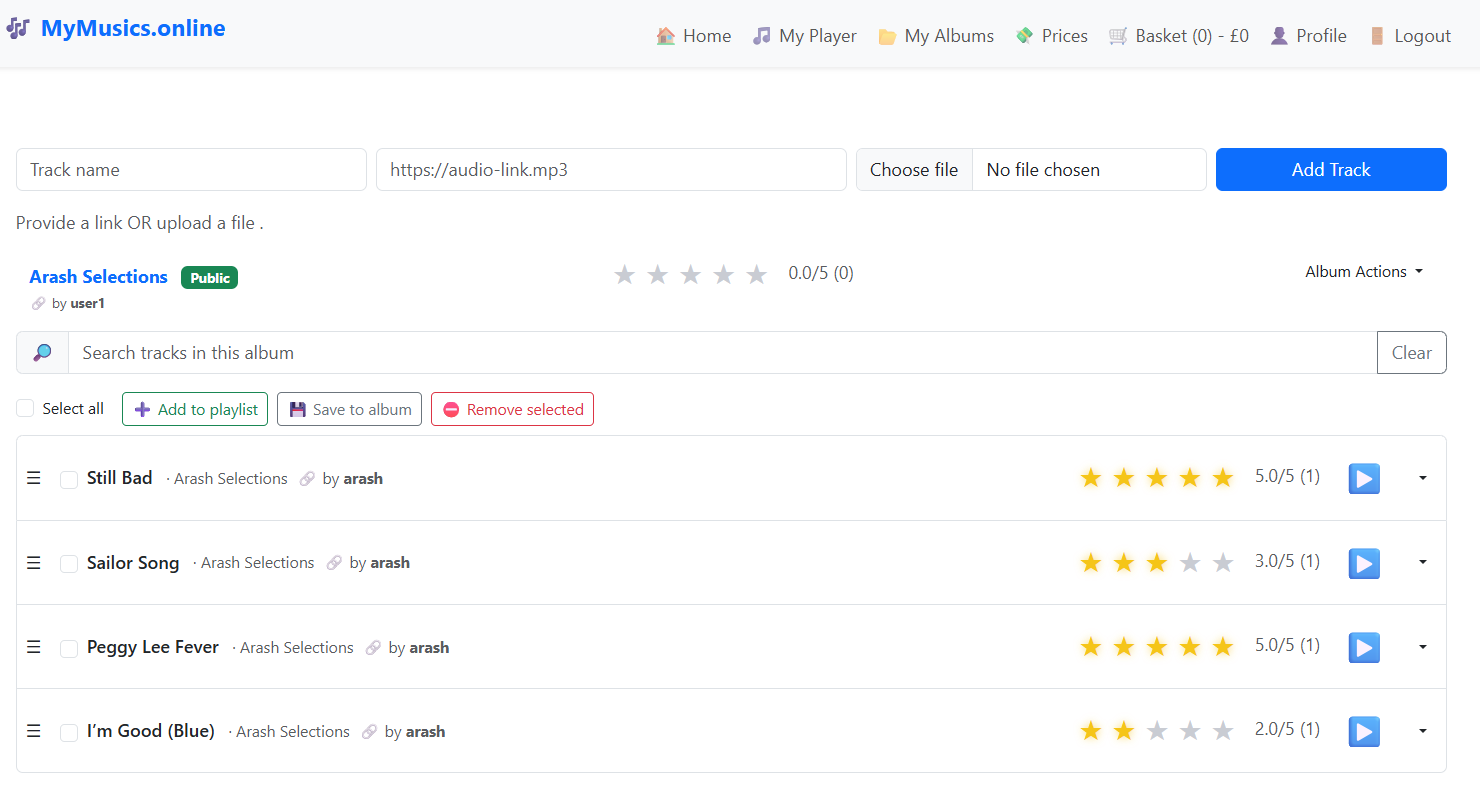 MyMusics.online
Home My Player My Albums Prices Basket (0) - £0 Profile Logout
Track name https://audio-link.mp3 Choose file No file chosen Add Track
Provide a link OR upload a file .
Arash Selections Public 0.0/5 (0) Album Actions
by user1
Search tracks in this album Clear
Select all Add to playlist Save to album Remove selected
Still Bad · Arash Selections by arash 5.0/5 (1)
Sailor Song · Arash Selections by arash 3.0/5 (1)
Peggy Lee Fever · Arash Selections by arash 5.0/5 (1)
I’m Good (Blue) · Arash Selections by arash 2.0/5 (1)